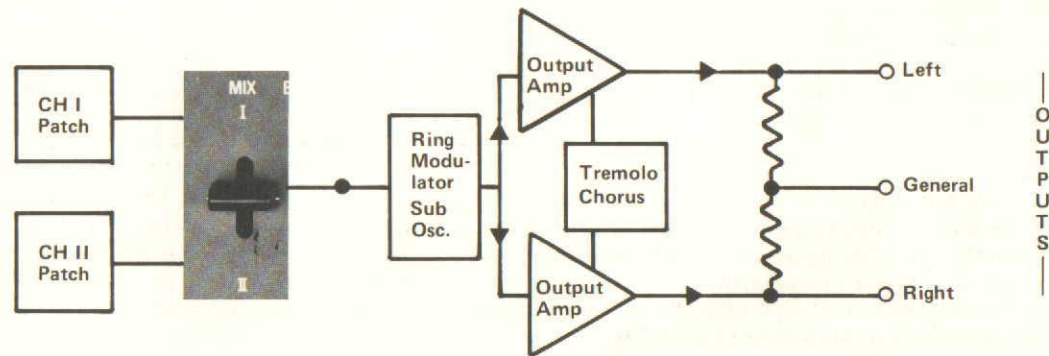 CH I
Patch
CH II
Patch
MIX E
I
II
Ring
Modu-
lator
Sub
Osc.
Output
Amp
Tremolo
Chorus
Output
Amp
Left
General
Right
OUTPUTS